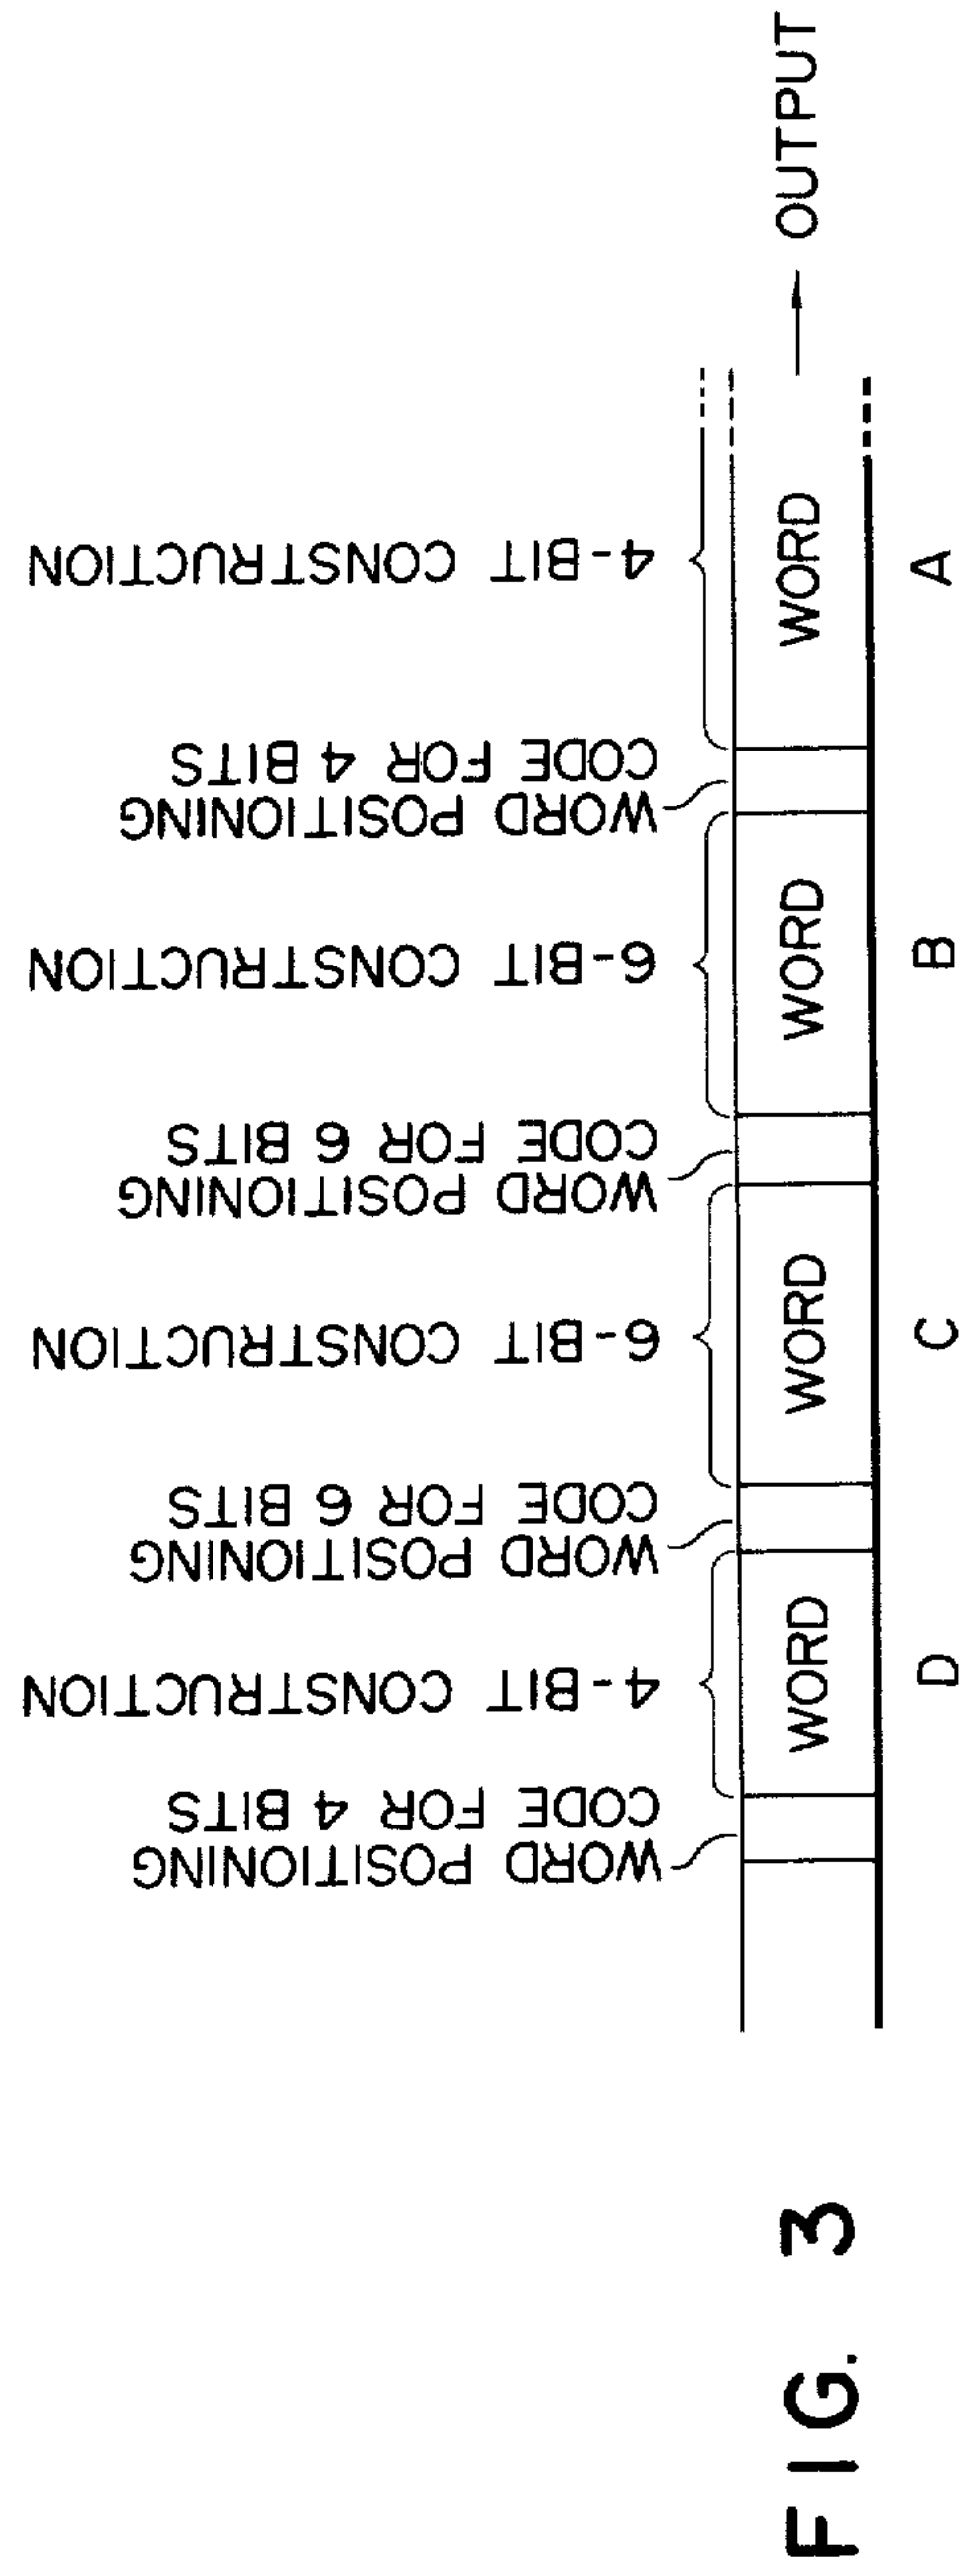 FIG. 3
WORD POSITIONING
CODE FOR 4 BITS
4-BIT CONSTRUCTION
WORD POSITIONING
CODE FOR 6 BITS
6-BIT CONSTRUCTION
WORD POSITIONING
CODE FOR 6 BITS
6-BIT CONSTRUCTION
WORD POSITIONING
CODE FOR 4 BITS
4-BIT CONSTRUCTION
WORD
WORD
WORD
WORD
OUTPUT
D
C
B
A